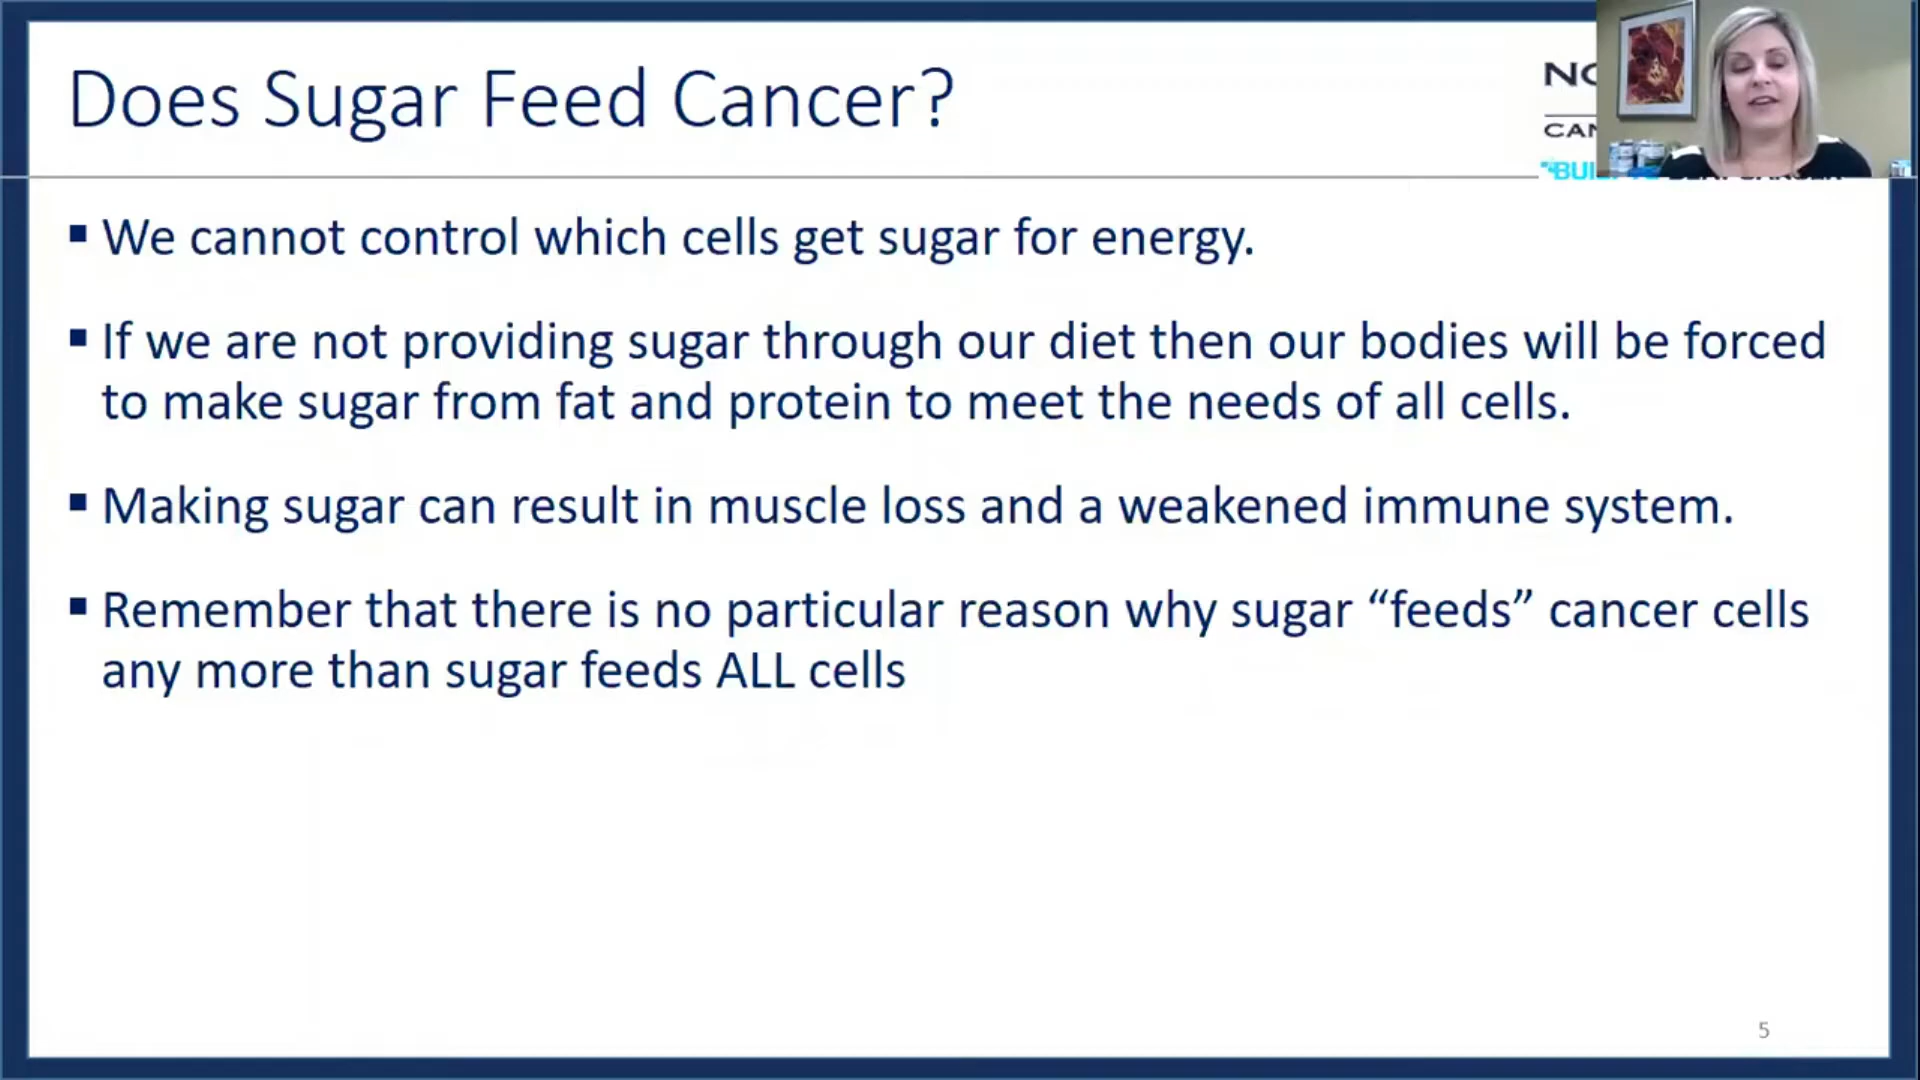 Does Sugar Feed Cancer?
▪ We cannot control which cells get sugar for energy.
▪ If we are not providing sugar through our diet then our bodies will be forced
to make sugar from fat and protein to meet the needs of all cells.
▪ Making sugar can result in muscle loss and a weakened immune system.
▪ Remember that there is no particular reason why sugar “feeds” cancer cells
any more than sugar feeds ALL cells
5